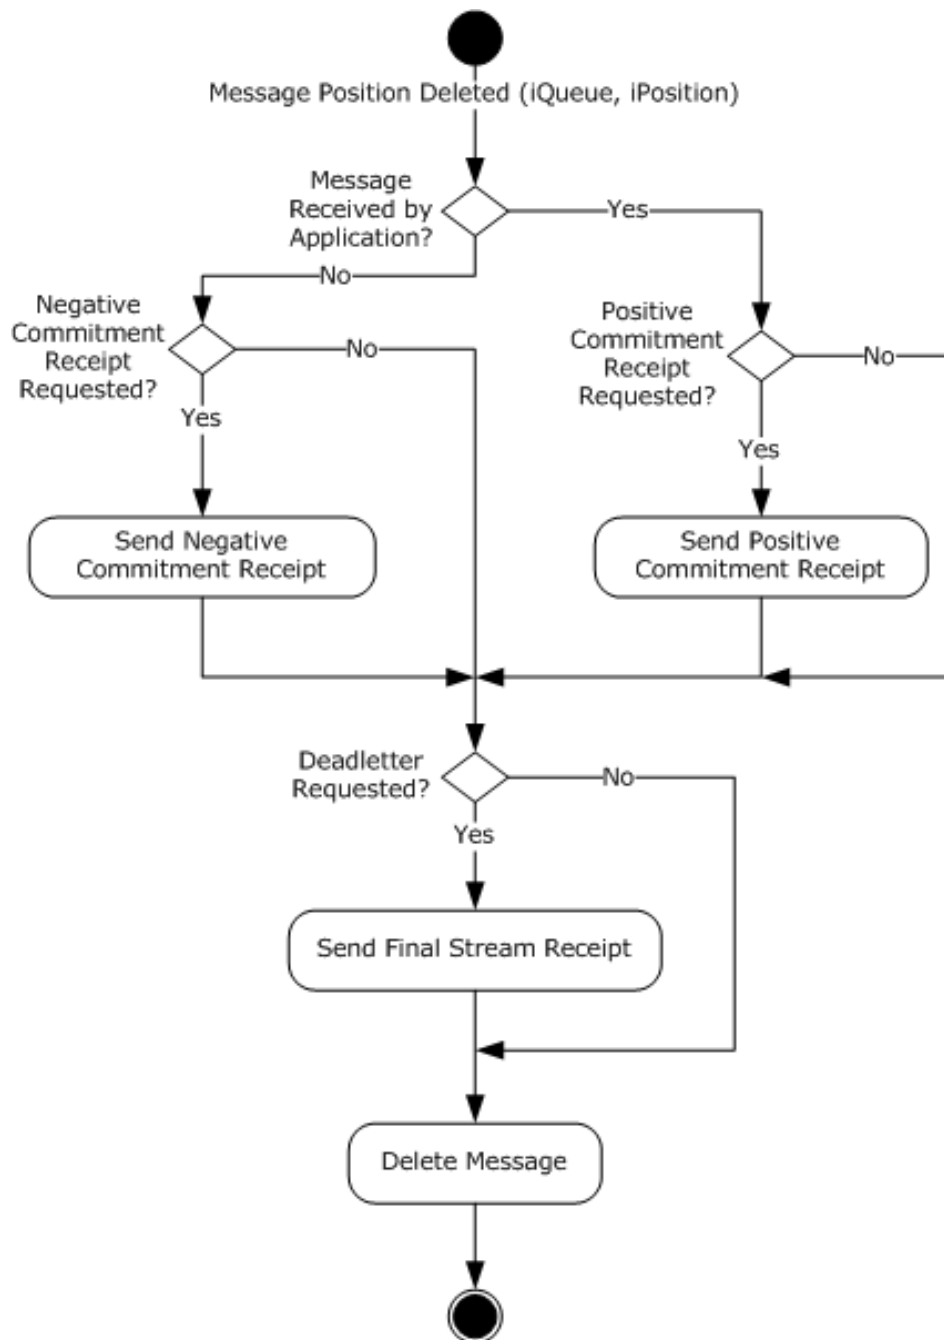 Message Position Deleted (iQueue, iPosition)
Message
Received by
Application?
Yes
No
Negative
Commitment
Receipt
Requested?
No
Positive
Commitment
Receipt
Requested?
No
Yes
Yes
Send Negative
Commitment Receipt
Send Positive
Commitment Receipt
Deadletter
Requested?
No
Yes
Send Final Stream Receipt
Delete Message